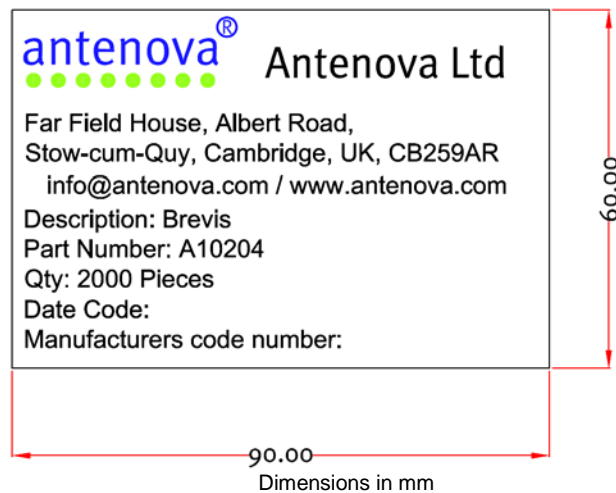 antenova®
Antenova Ltd
Far Field House, Albert Road,
Stow-cum-Quy, Cambridge, UK, CB259AR
info@antenova.com / www.antenova.com
Description: Brevis
Part Number: A10204
Qty: 2000 Pieces
Date Code:
Manufacturers code number:
60.00
90.00
Dimensions in mm